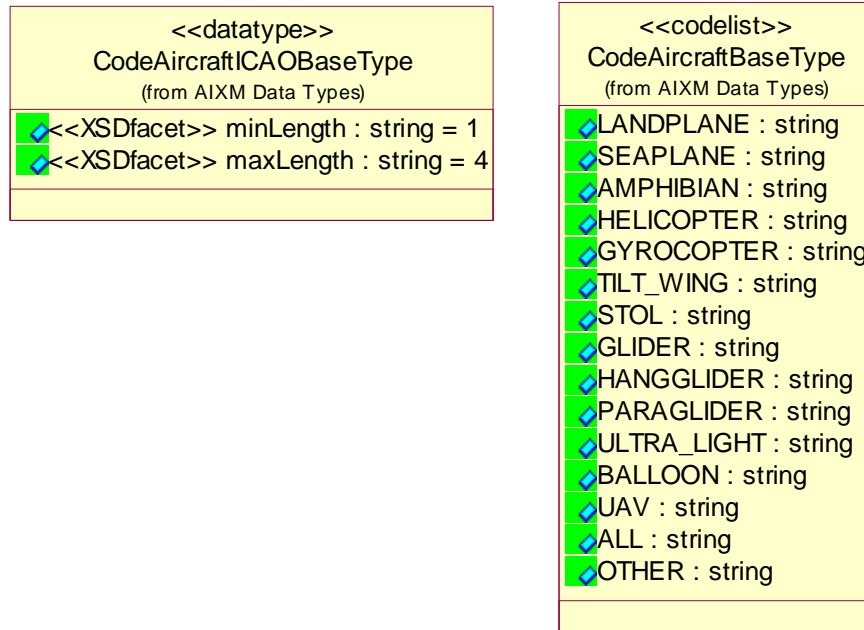 <<datatype>>
CodeAircraftICAOBaseType
(from AIXM Data Types)
<<XSDfacet>> minLength : string = 1
<<XSDfacet>> maxLength : string = 4
<<codelist>>
CodeAircraftBaseType
(from AIXM Data Types)
LANDPLANE : string
SEAPLANE : string
AMPHIBIAN : string
HELICOPTER : string
GYROCOPTER : string
TILT_WING : string
STOL : string
GLIDER : string
HANGGLIDER : string
PARAGLIDER : string
ULTRA_LIGHT : string
BALLOON : string
UAV : string
ALL : string
OTHER : string